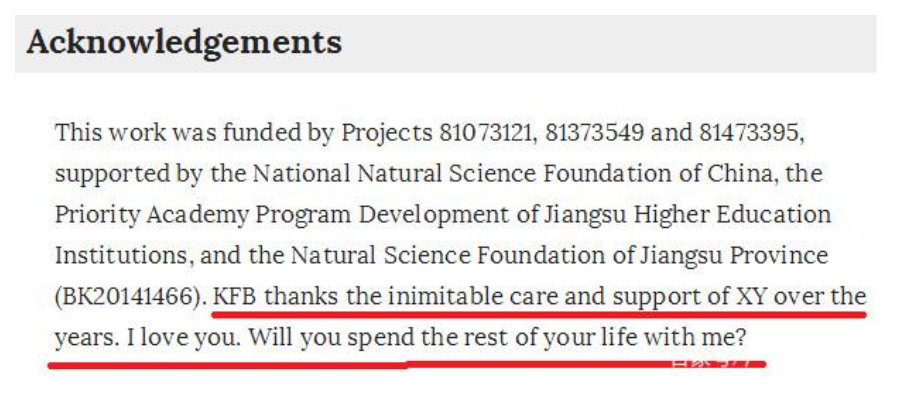 Acknowledgements
This work was funded by Projects 81073121, 81373549 and 81473395,
supported by the National Natural Science Foundation of China, the
Priority Academy Program Development of Jiangsu Higher Education
Institutions, and the Natural Science Foundation of Jiangsu Province
(BK20141466). KFB thanks the inimitable care and support of XY over the
years. I love you. Will you spend the rest of your life with me?